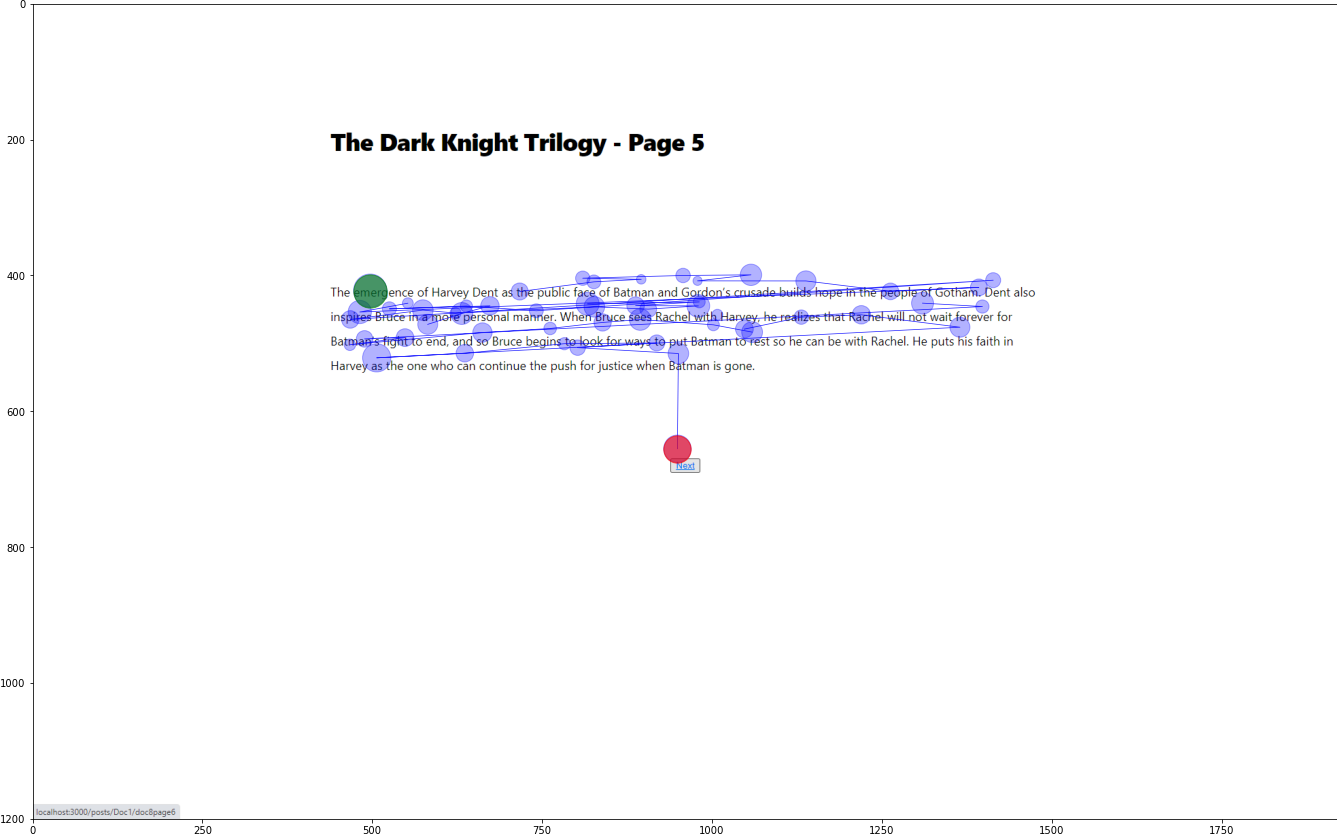 0
200
The Dark Knight Trilogy - Page 5
400
The emergence of Harvey Dent as the public face of Batman and Gordon's crusade builds hope in the people of Gotham. Dent also
inspires Bruce in a more personal manner. When Bruce sees Rachel with Harvey, he realizes that Rachel will not wait forever for
Batman's fight to end, and so Bruce begins to look for ways to put Batman to rest so he can be with Rachel. He puts his faith in
Harvey as the one who can continue the push for justice when Batman is gone.
600
Next
800
1000
localhost:3000/posts/Doc1/doc8page6
1200
0 250 500 750 1000 1250 1500 1750